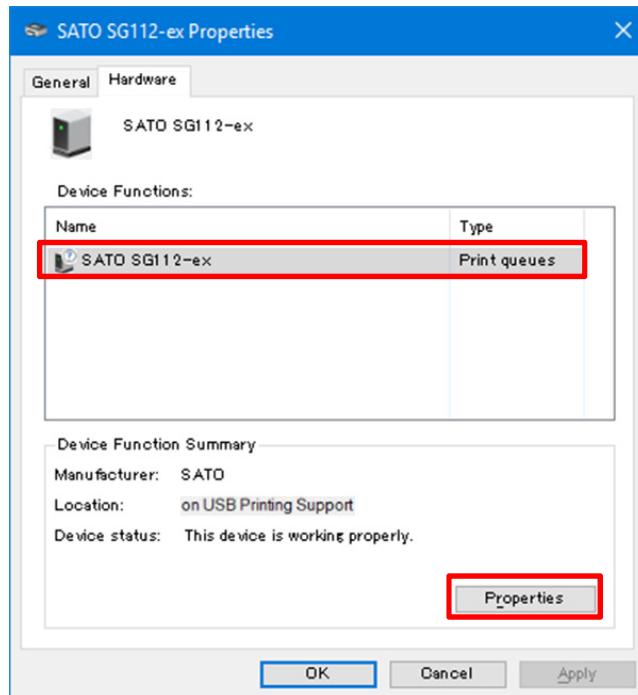 SATO SG112-ex Properties
General Hardware
SATO SG112-ex
Device Functions:
Name Type
SATO SG112-ex Print queues
Device Function Summary
Manufacturer: SATO
Location: on USB Printing Support
Device status: This device is working properly.
Properties
OK Cancel Apply